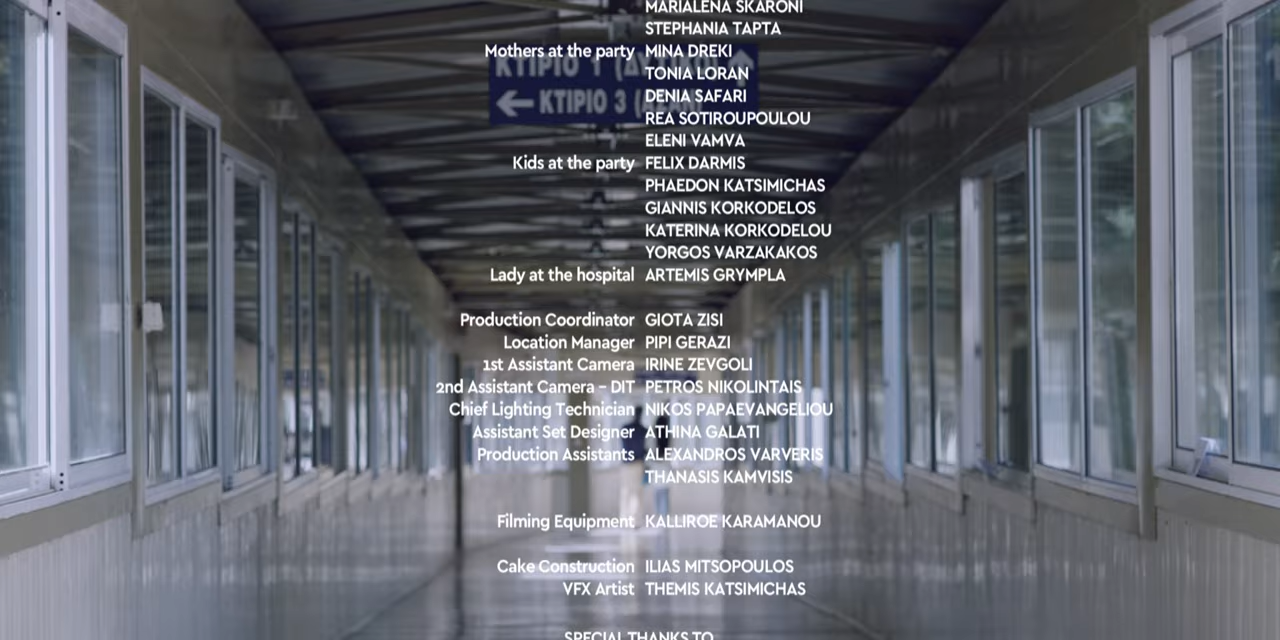 MARIALENA SKARONI
STEPHANIA TAPTA
Mothers at the party MINA DREKI
TONIA LORAN
DENIA SAFARI
REA SOTIROUPOULOU
ELENI VAMVA
Kids at the party FELIX DARMIS
PHAEDON KATSIMICHAS
GIANNIS KORKODELOS
KATERINA KORKODELOU
YORGOS VARZAKAKOS
Lady at the hospital ARTEMIS GRYMPLA
Production Coordinator GIOTA ZISI
Location Manager PIPI GERAZI
1st Assistant Camera IRINE ZEVGOLI
2nd Assistant Camera – DIT PETROS NIKOLINTAIS
Chief Lighting Technician NIKOS PAPAEVANGELIOU
Assistant Set Designer ATHINA GALATI
Production Assistants ALEXANDROS VARVERIS
THANASIS KAMVISIS
Filming Equipment KALLIROE KARAMANOU
Cake Construction ILIAS MITSOPOULOS
VFX Artist THEMIS KATSIMICHAS
SPECIAL THANKS TO
ΚΤΙΡΙΟ 1
← ΚΤΙΡΙΟ 3